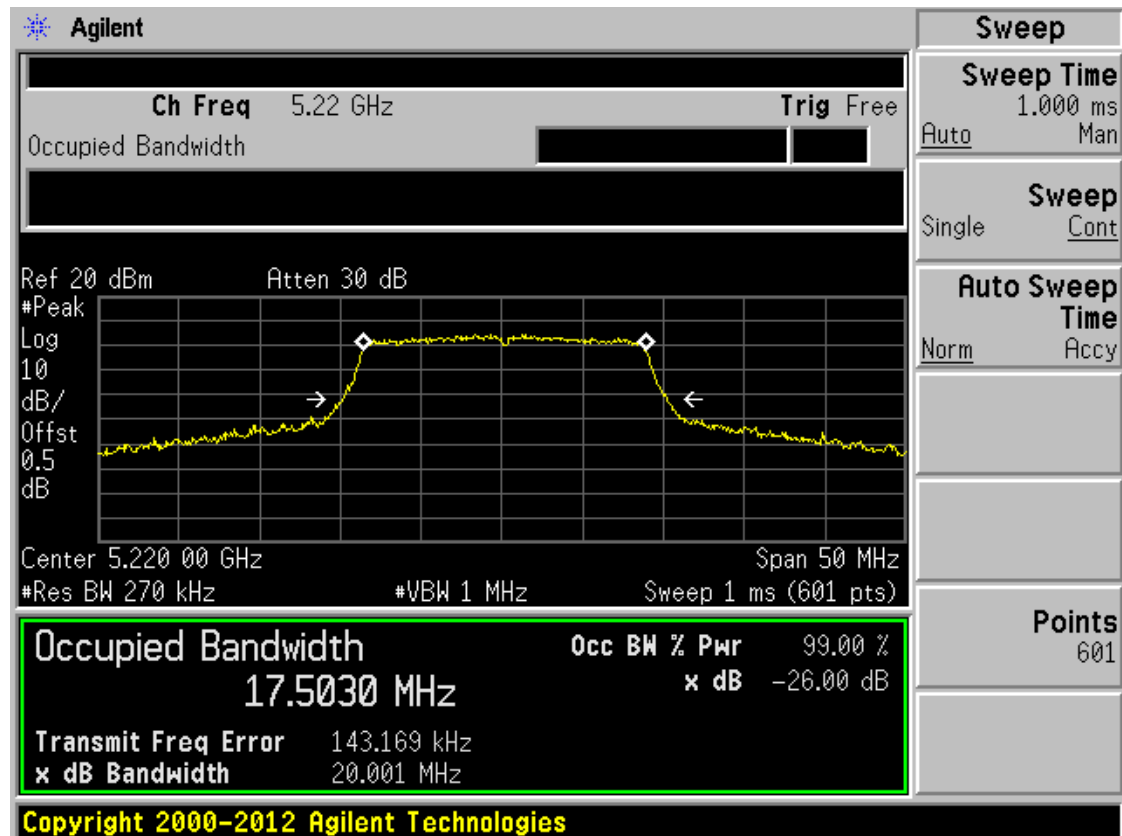 Agilent
Sweep
Ch Freq 5.22 GHz Trig Free
Occupied Bandwidth
Ref 20 dBm Atten 30 dB
#Peak
Log
10
dB/
Offst
0.5
dB
Center 5.220 00 GHz Span 50 MHz
#Res BW 270 kHz #VBW 1 MHz Sweep 1 ms (601 pts)
Occupied Bandwidth
17.5030 MHz
Occ BW % Pwr 99.00 %
x dB -26.00 dB
Transmit Freq Error 143.169 kHz
x dB Bandwidth 20.001 MHz
Sweep Time
1.000 ms
Auto Man
Sweep
Single Cont
Auto Sweep
Time
Norm Accy
Points
601
Copyright 2000-2012 Agilent Technologies